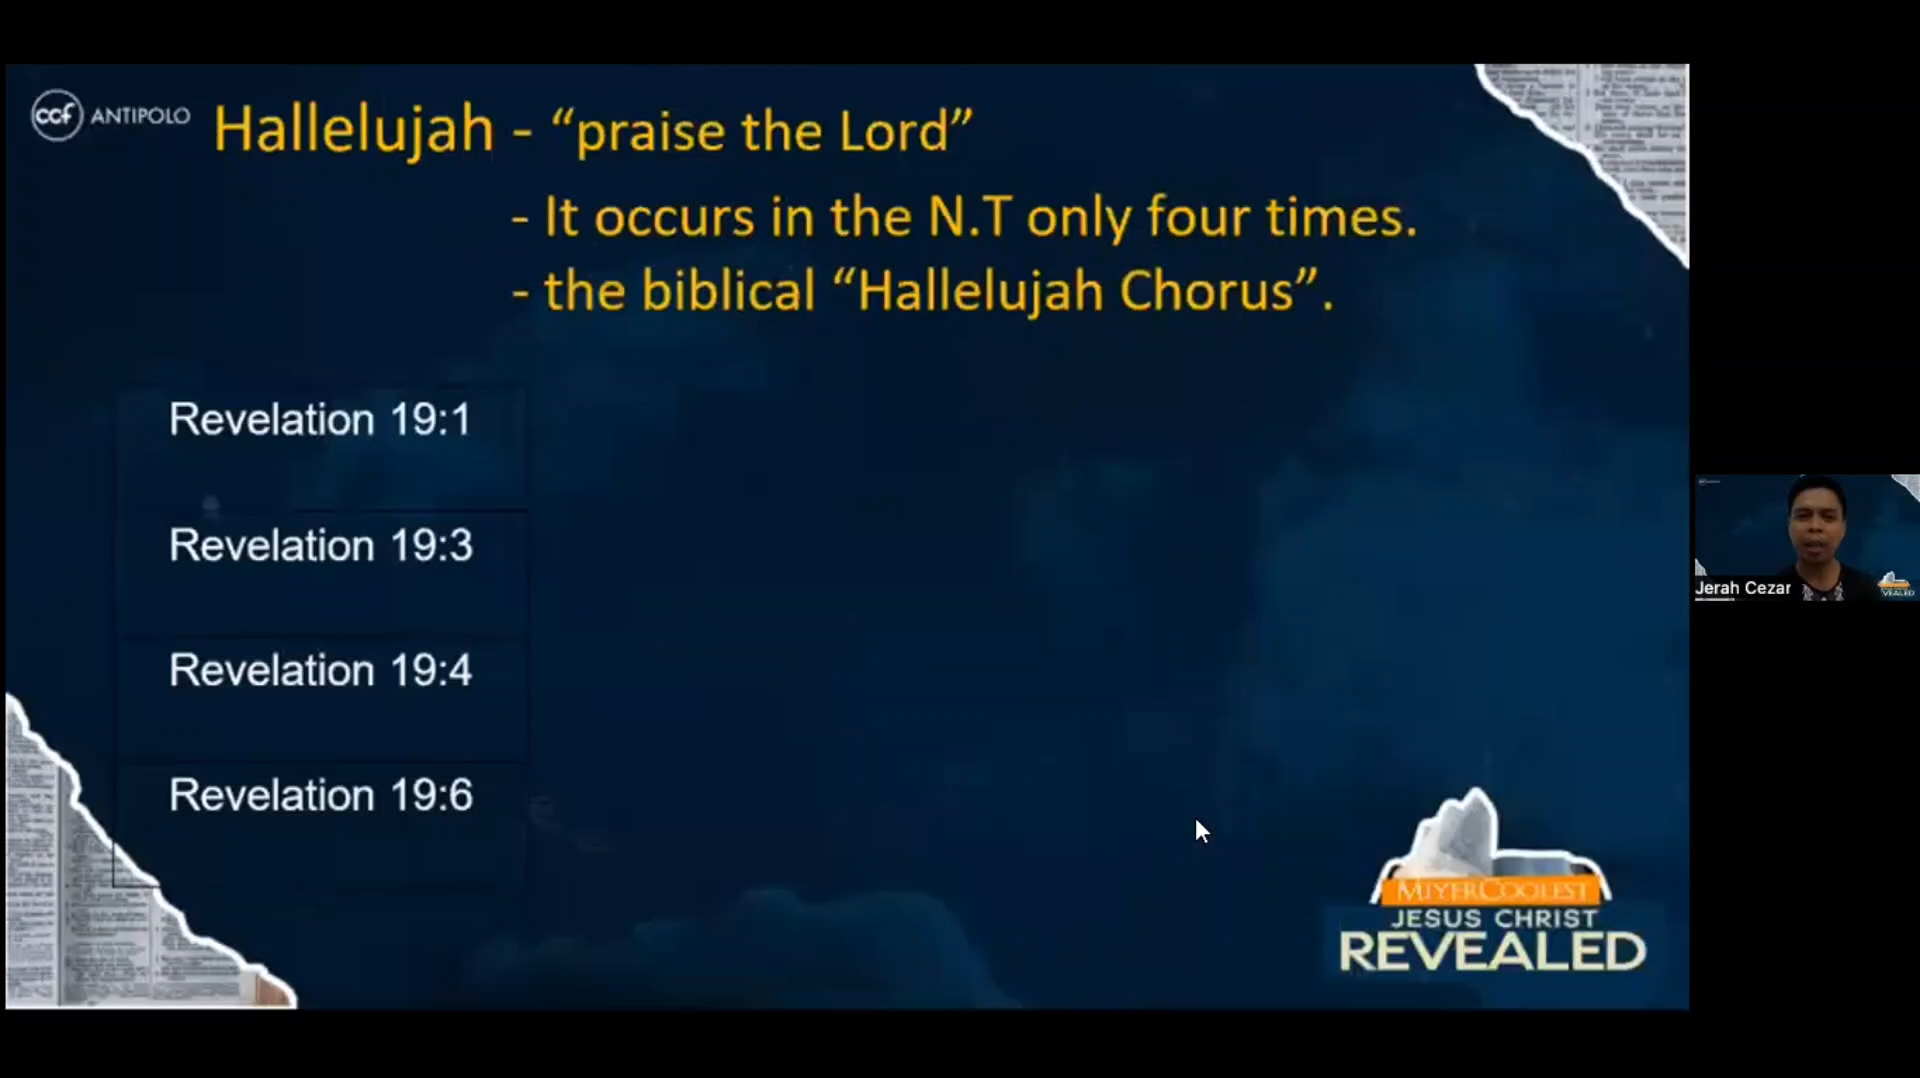 ccf ANTIPOLO
Hallelujah - “praise the Lord”
- It occurs in the N.T only four times.
- the biblical “Hallelujah Chorus”.
Revelation 19:1
Revelation 19:3
Revelation 19:4
Revelation 19:6
Jerah Cezar
MIYERCOOLEST
JESUS CHRIST
REVEALED